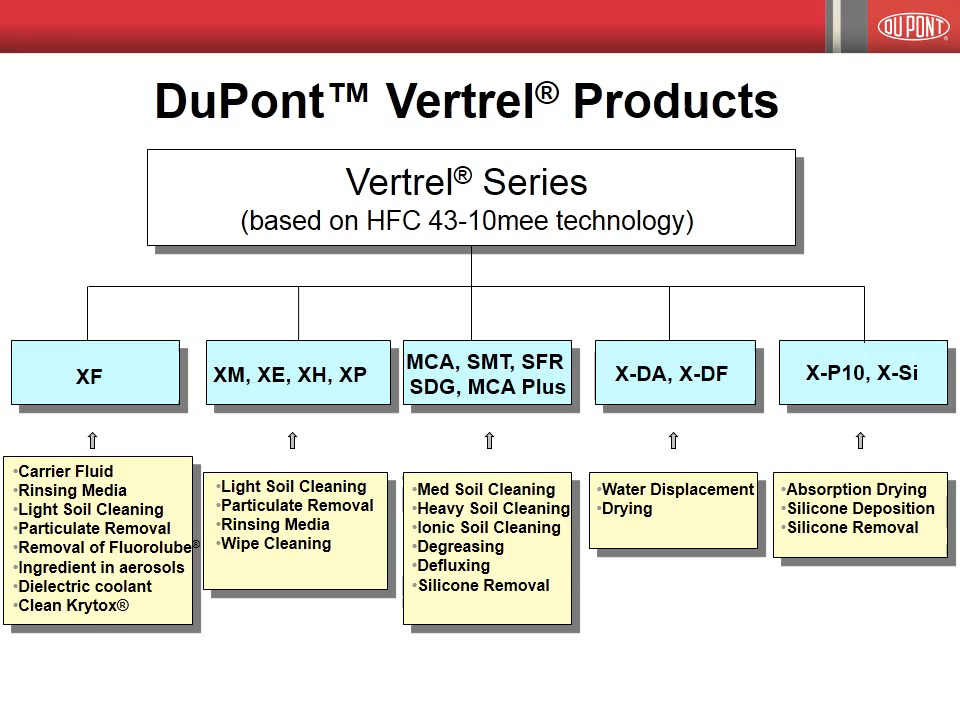 DUPONT®
DuPont™ Vertrel® Products
Vertrel® Series
(based on HFC 43-10mee technology)
XF
XM, XE, XH, XP
MCA, SMT, SFR
SDG, MCA Plus
X-DA, X-DF
X-P10, X-Si
⇧
⇧
⇧
⇧
⇧
•Carrier Fluid
•Rinsing Media
•Light Soil Cleaning
•Particulate Removal
•Removal of Fluorolube®
•Ingredient in aerosols
•Dielectric coolant
•Clean Krytox®
•Light Soil Cleaning
•Particulate Removal
•Rinsing Media
•Wipe Cleaning
•Med Soil Cleaning
•Heavy Soil Cleaning
•Ionic Soil Cleaning
•Degreasing
•Defluxing
•Silicone Removal
•Water Displacement
•Drying
•Absorption Drying
•Silicone Deposition
•Silicone Removal